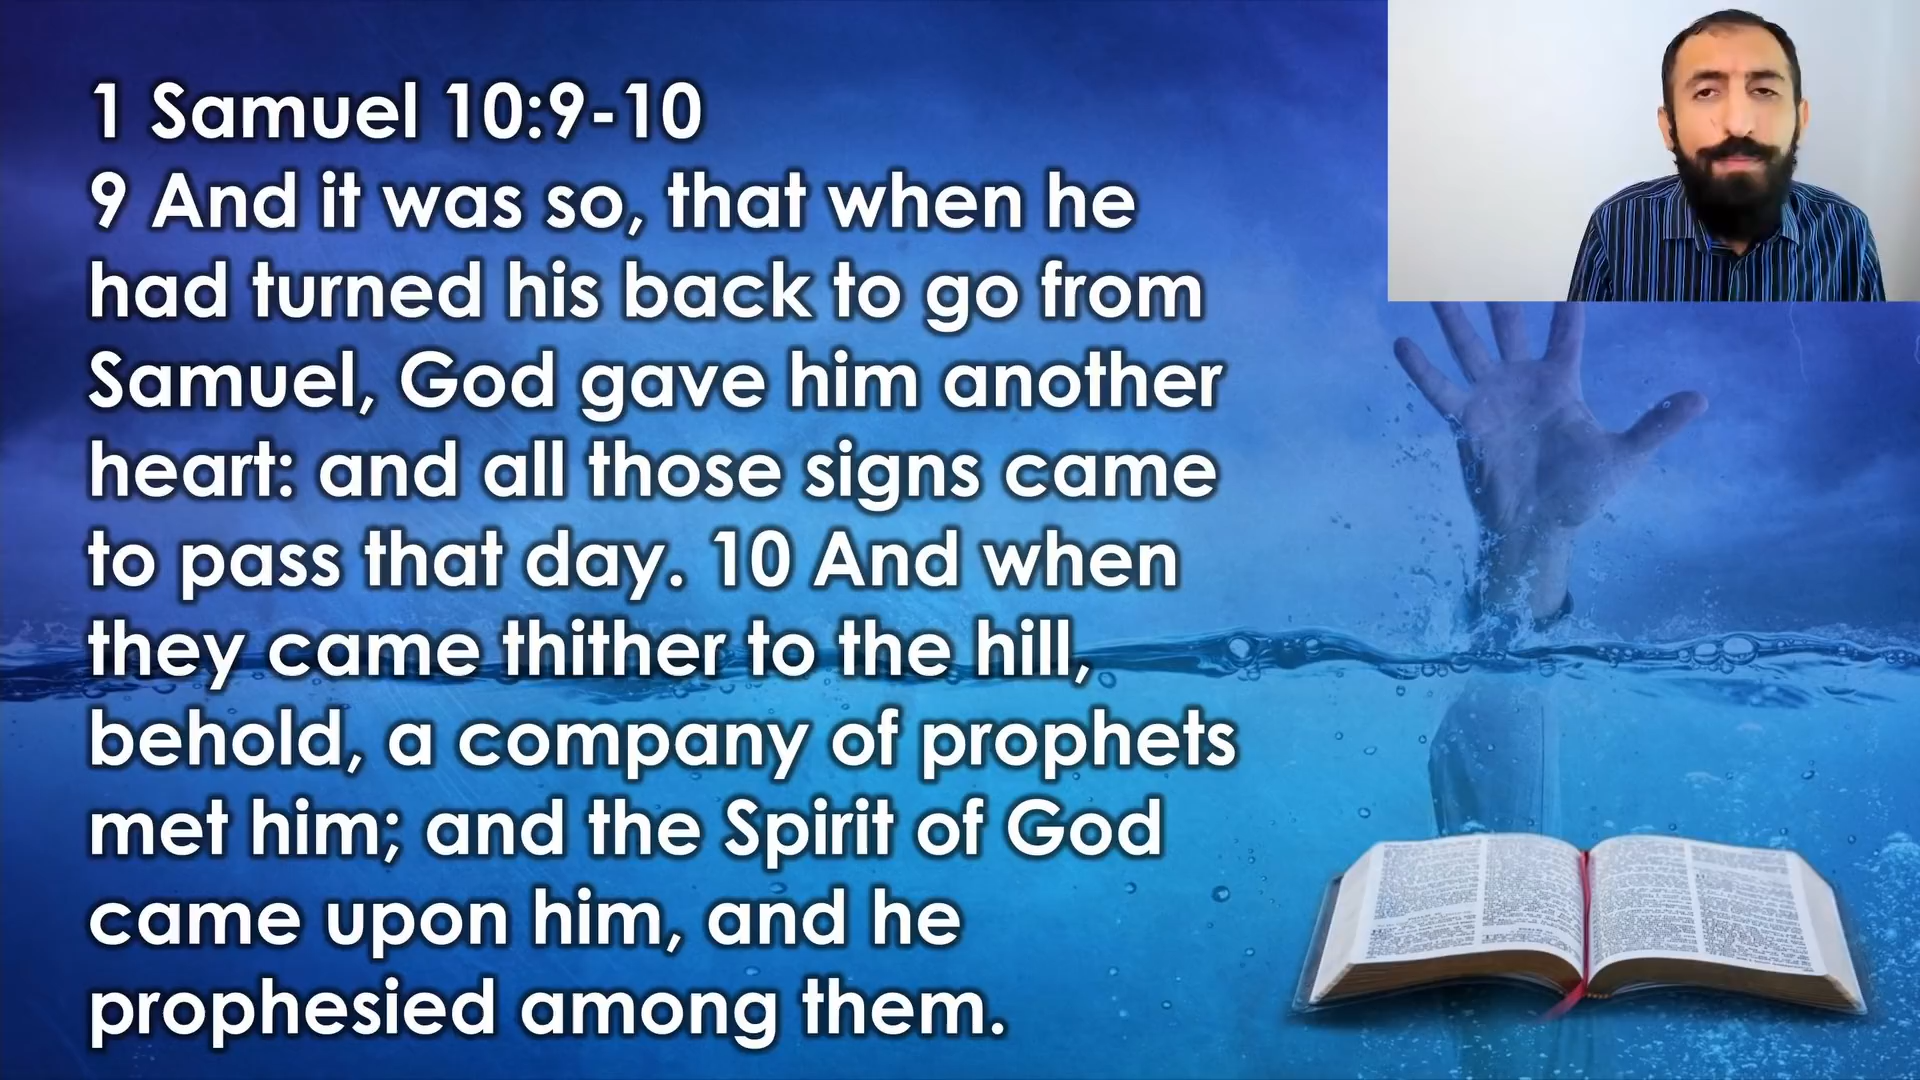 1 Samuel 10:9-10
9 And it was so, that when he
had turned his back to go from
Samuel, God gave him another
heart: and all those signs came
to pass that day. 10 And when
they came thither to the hill,
behold, a company of prophets
met him; and the Spirit of God
came upon him, and he
prophesied among them.